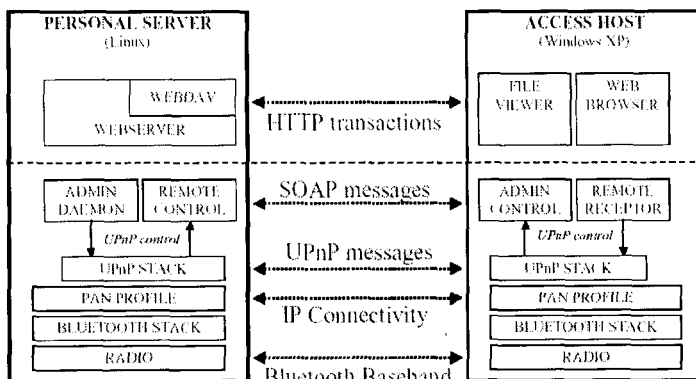 PERSONAL SERVER
(Linux)
WEBDAV
WEBSERVER
ADMIN
DAEMON
REMOTE
CONTROL
UPnP control
UPnP STACK
PAN PROFILE
BLUETOOTH STACK
RADIO
HTTP transactions
SOAP messages
UPnP messages
IP Connectivity
Bluetooth Baseband
ACCESS HOST
(Windows XP)
FILE
VIEWER
WEB
BROWSER
ADMIN
CONTROL
REMOTE
RECEPTOR
UPnP control
UPnP STACK
PAN PROFILE
BLUETOOTH STACK
RADIO